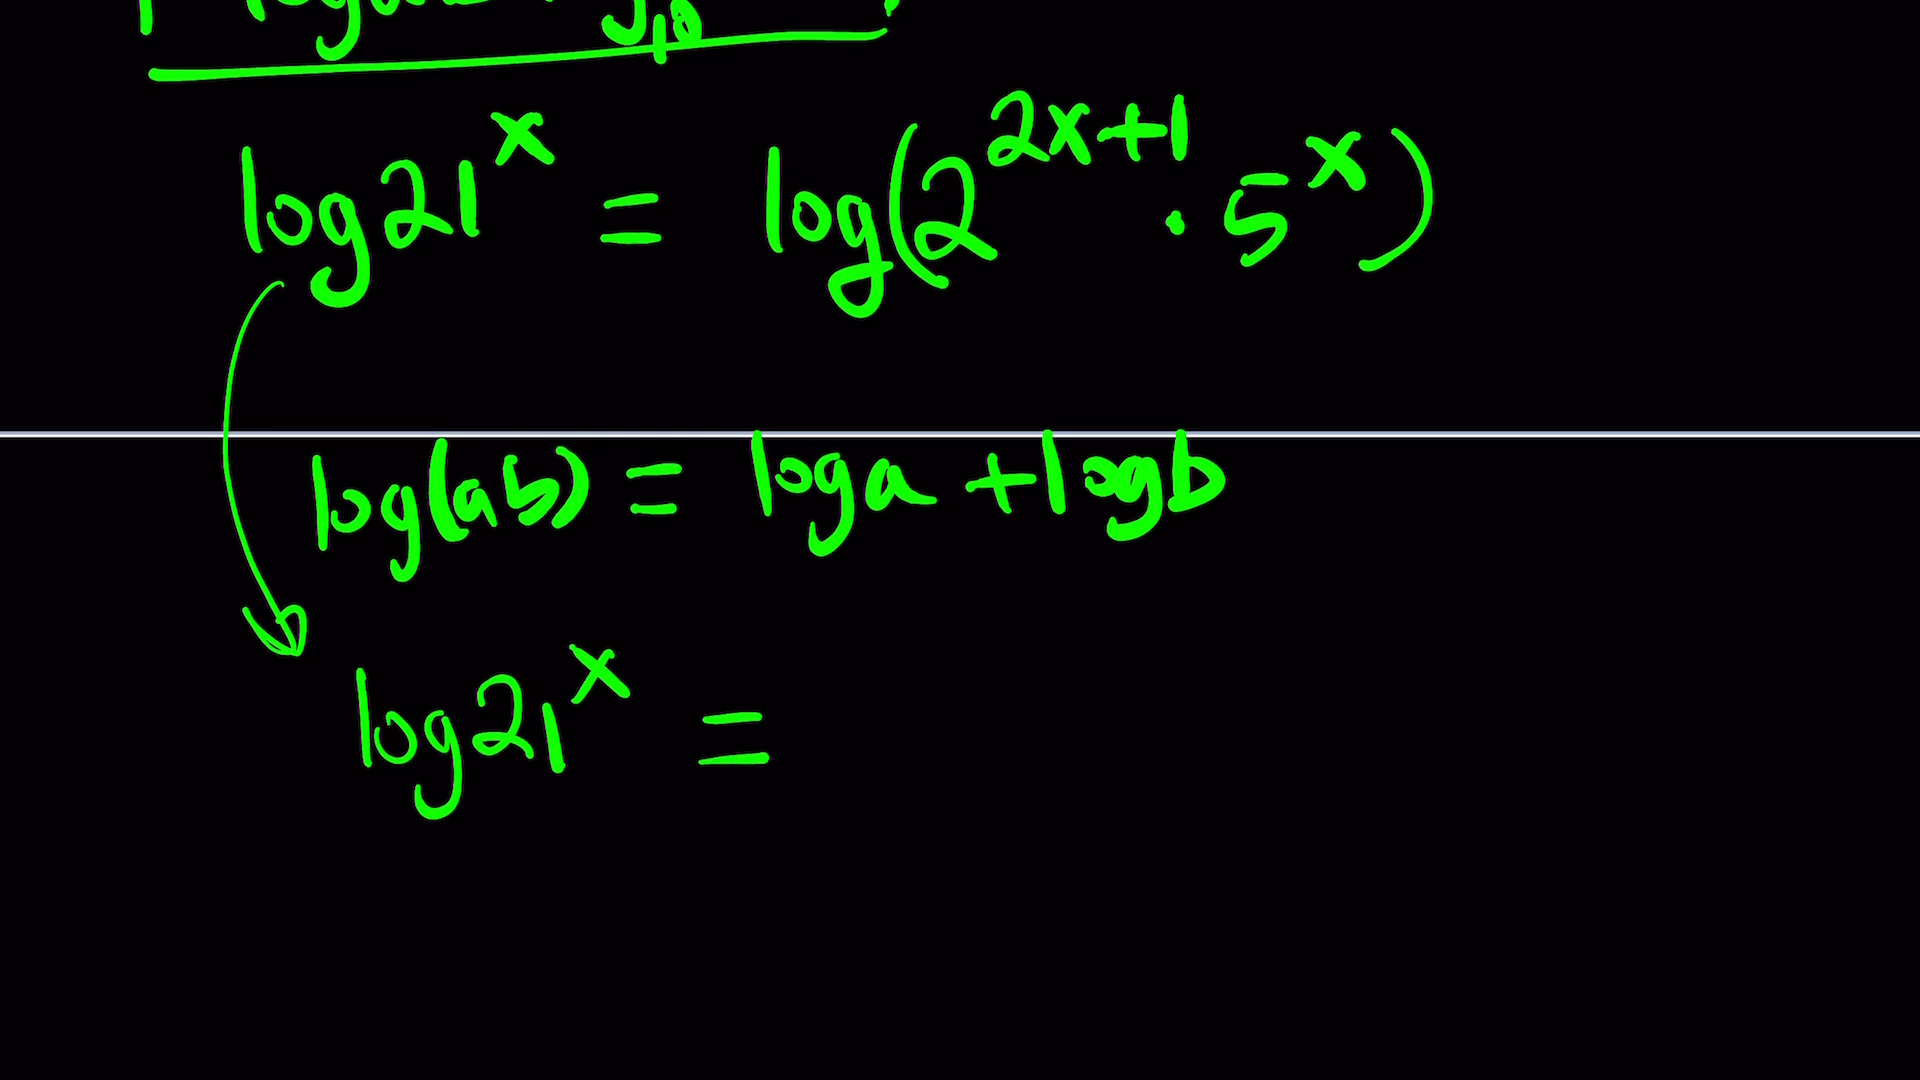 log21^x = log(2^{2x+1} · 5^x)
log(ab) = loga + logb
log21^x =